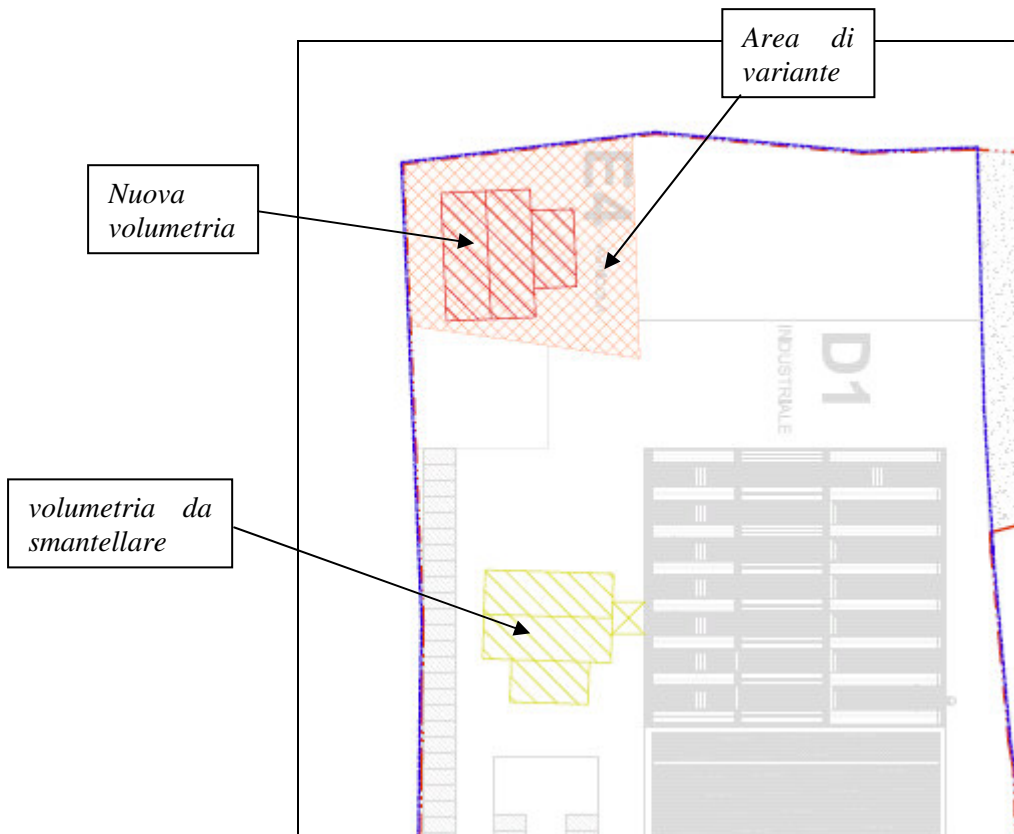 Area di
variante
Nuova
volumetria
E4
D1
INDUSTRIALE
volumetria da
smantellare